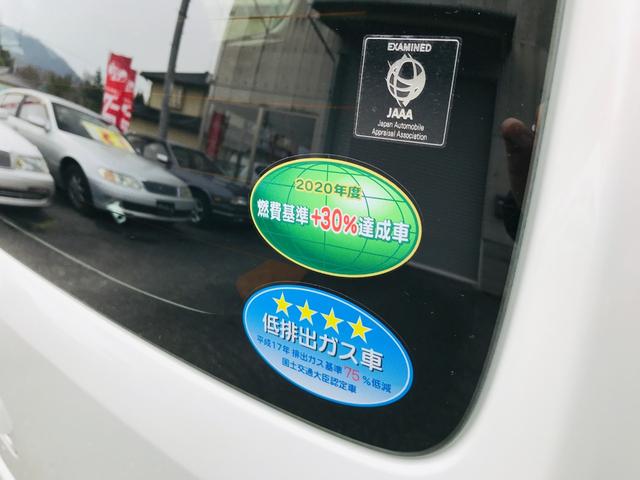 EXAMINED
JAAA
Japan Automobile
Appraisal Association
2020年度
燃費基準+30%達成車
低排出ガス車
平成17年排出ガス基準75%低減
国土交通大臣認定車